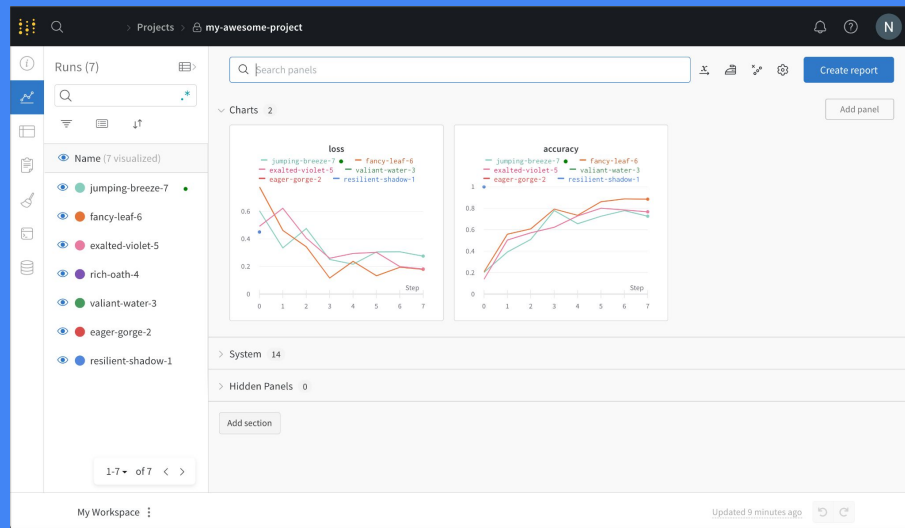 > Projects > my-awesome-project
N
Runs (7)
.*
Name (7 visualized)
jumping-breeze-7
fancy-leaf-6
exalted-violet-5
rich-oath-4
valiant-water-3
eager-gorge-2
resilient-shadow-1
1-7 of 7 < >
Search panels
Create report
Charts 2
Add panel
loss
jumping-breeze-7 fancy-leaf-6
exalted-violet-5 valiant-water-3
eager-gorge-2 resilient-shadow-1
0.6
0.4
0.2
0
Step
0 1 2 3 4 5 6 7
accuracy
jumping-breeze-7 fancy-leaf-6
exalted-violet-5 valiant-water-3
eager-gorge-2 resilient-shadow-1
1
0.8
0.6
0.4
0.2
0
Step
0 1 2 3 4 5 6 7
System 14
Hidden Panels 0
Add section
My Workspace
Updated 9 minutes ago